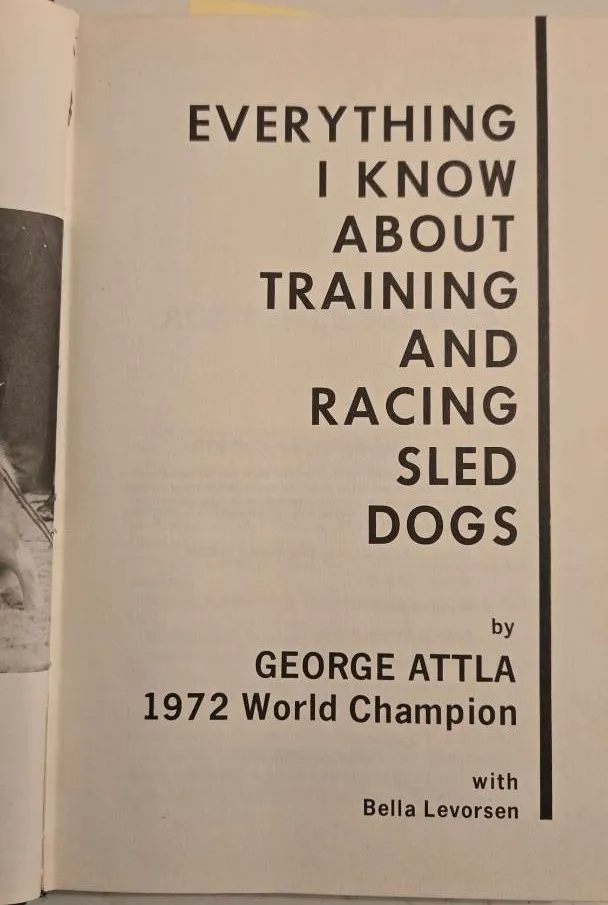 EVERYTHING
I KNOW
ABOUT
TRAINING
AND
RACING
SLED
DOGS
by
GEORGE ATTLA
1972 World Champion
with
Bella Levorsen